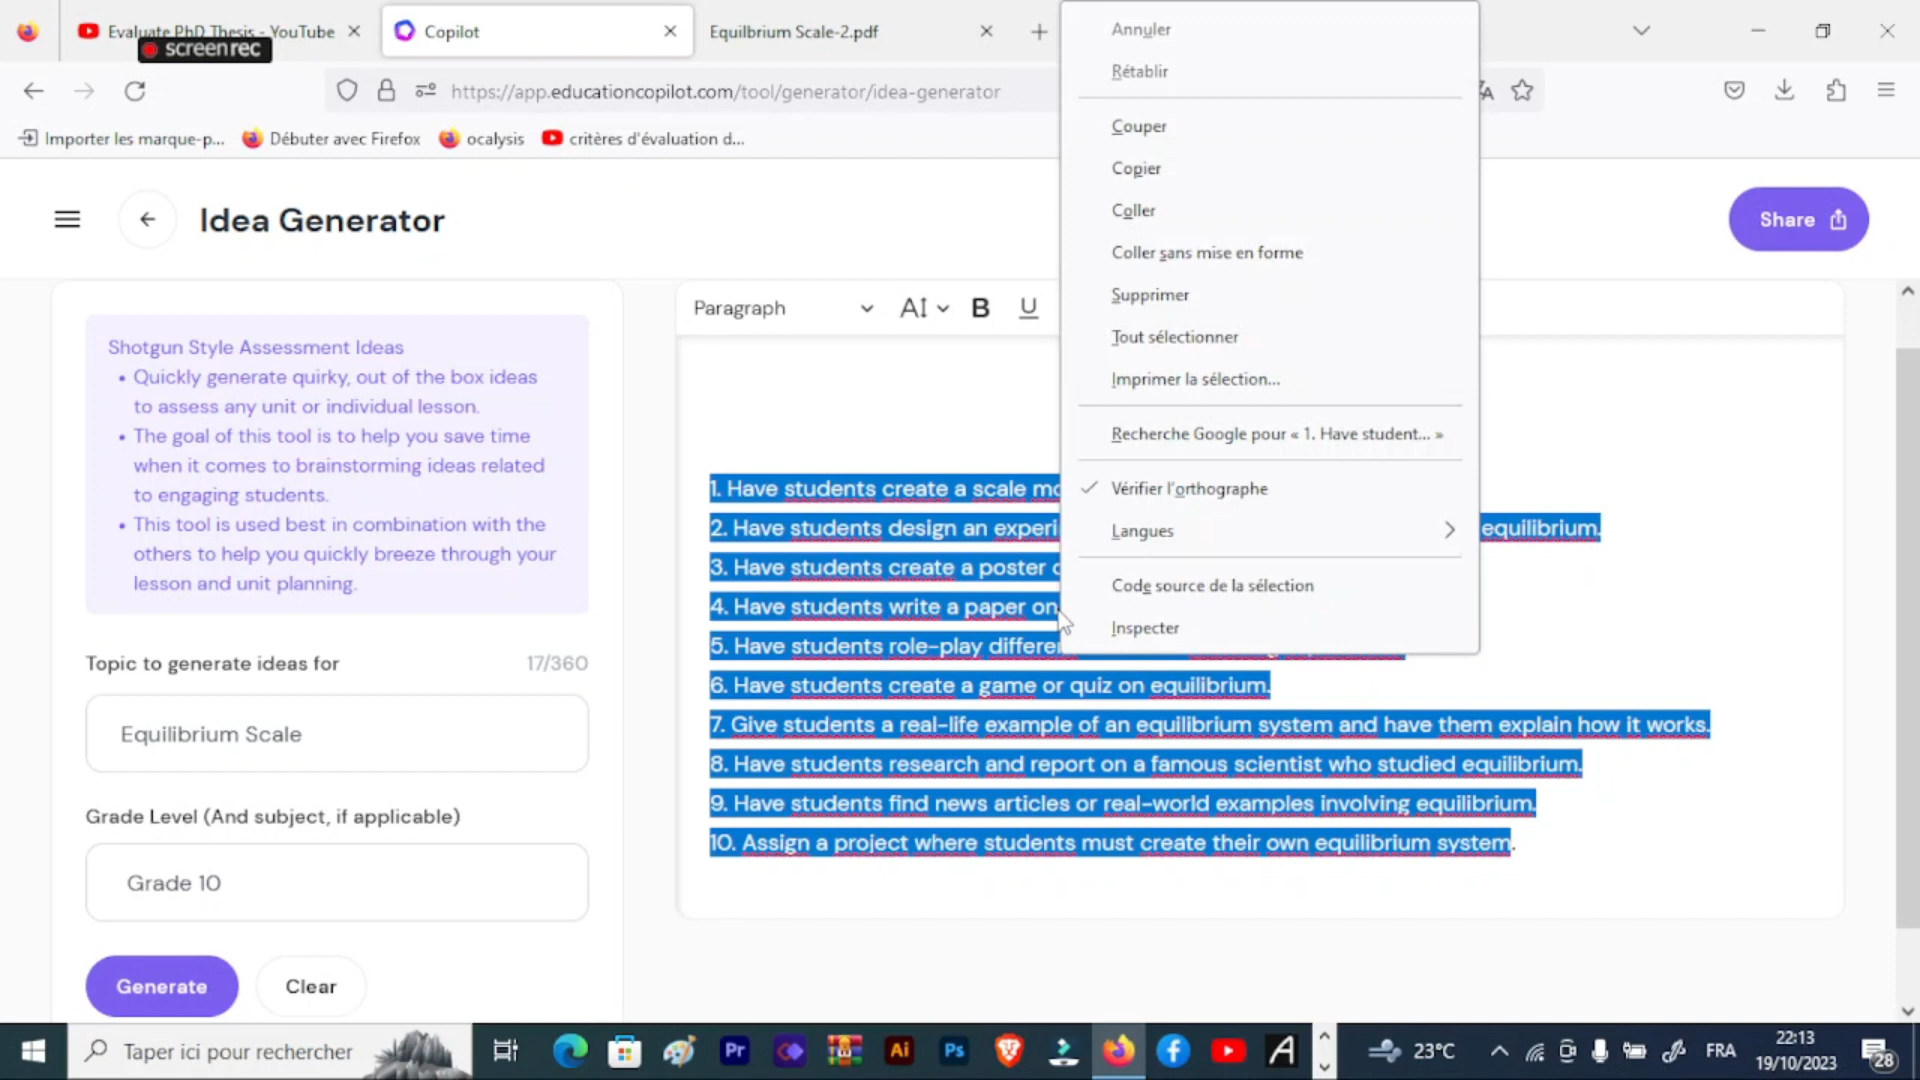 Evaluate PhD Thesis - YouTube
Copilot
Equilbrium Scale-2.pdf
screenrec
https://app.educationcopilot.com/tool/generator/idea-generator
Importer les marque-p...
Débuter avec Firefox
ocalysis
critères d'évaluation d...
Idea Generator
Share
Shotgun Style Assessment Ideas
• Quickly generate quirky, out of the box ideas
to assess any unit or individual lesson.
• The goal of this tool is to help you save time
when it comes to brainstorming ideas related
to engaging students.
• This tool is used best in combination with the
others to help you quickly breeze through your
lesson and unit planning.
Topic to generate ideas for
17/360
Equilibrium Scale
Grade Level (And subject, if applicable)
Grade 10
Generate
Clear
Paragraph
AI
B
U
1. Have students create a scale mo
2. Have students design an experi
equilibrium.
3. Have students create a poster
4. Have students write a paper on
5. Have students role-play differe
6. Have students create a game or quiz on equilibrium.
7. Give students a real-life example of an equilibrium system and have them explain how it works.
8. Have students research and report on a famous scientist who studied equilibrium.
9. Have students find news articles or real-world examples involving equilibrium.
10. Assign a project where students must create their own equilibrium system.
Annuler
Rétablir
Couper
Copier
Coller
Coller sans mise en forme
Supprimer
Tout sélectionner
Imprimer la sélection...
Recherche Google pour « 1. Have student... »
Vérifier l'orthographe
Langues
Code source de la sélection
Inspecter
Taper ici pour rechercher
Pr
Ai
Ps
23°C
FRA
22:13
19/10/2023
28